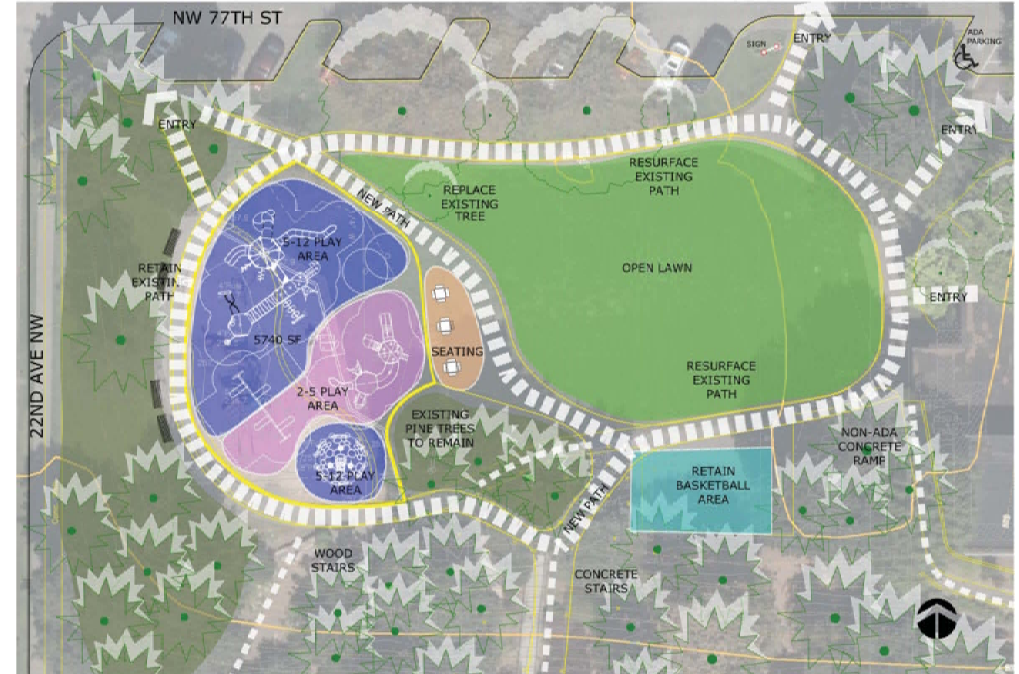 NW 77TH ST
ENTRY
SIGN
ADA
PARKING
ENTRY
ENTRY
RESURFACE
EXISTING
PATH
REPLACE
EXISTING
TREE
NEW PATH
5-12 PLAY
AREA
RETAIN
EXISTING
PATH
OPEN LAWN
ENTRY
5740 SF
SEATING
22ND AVE NW
2-5 PLAY
AREA
RESURFACE
EXISTING
PATH
EXISTING
PINE TREES
TO REMAIN
NON-ADA
CONCRETE
RAMP
5-12 PLAY
AREA
RETAIN
BASKETBALL
AREA
NEW PATH
WOOD
STAIRS
CONCRETE
STAIRS